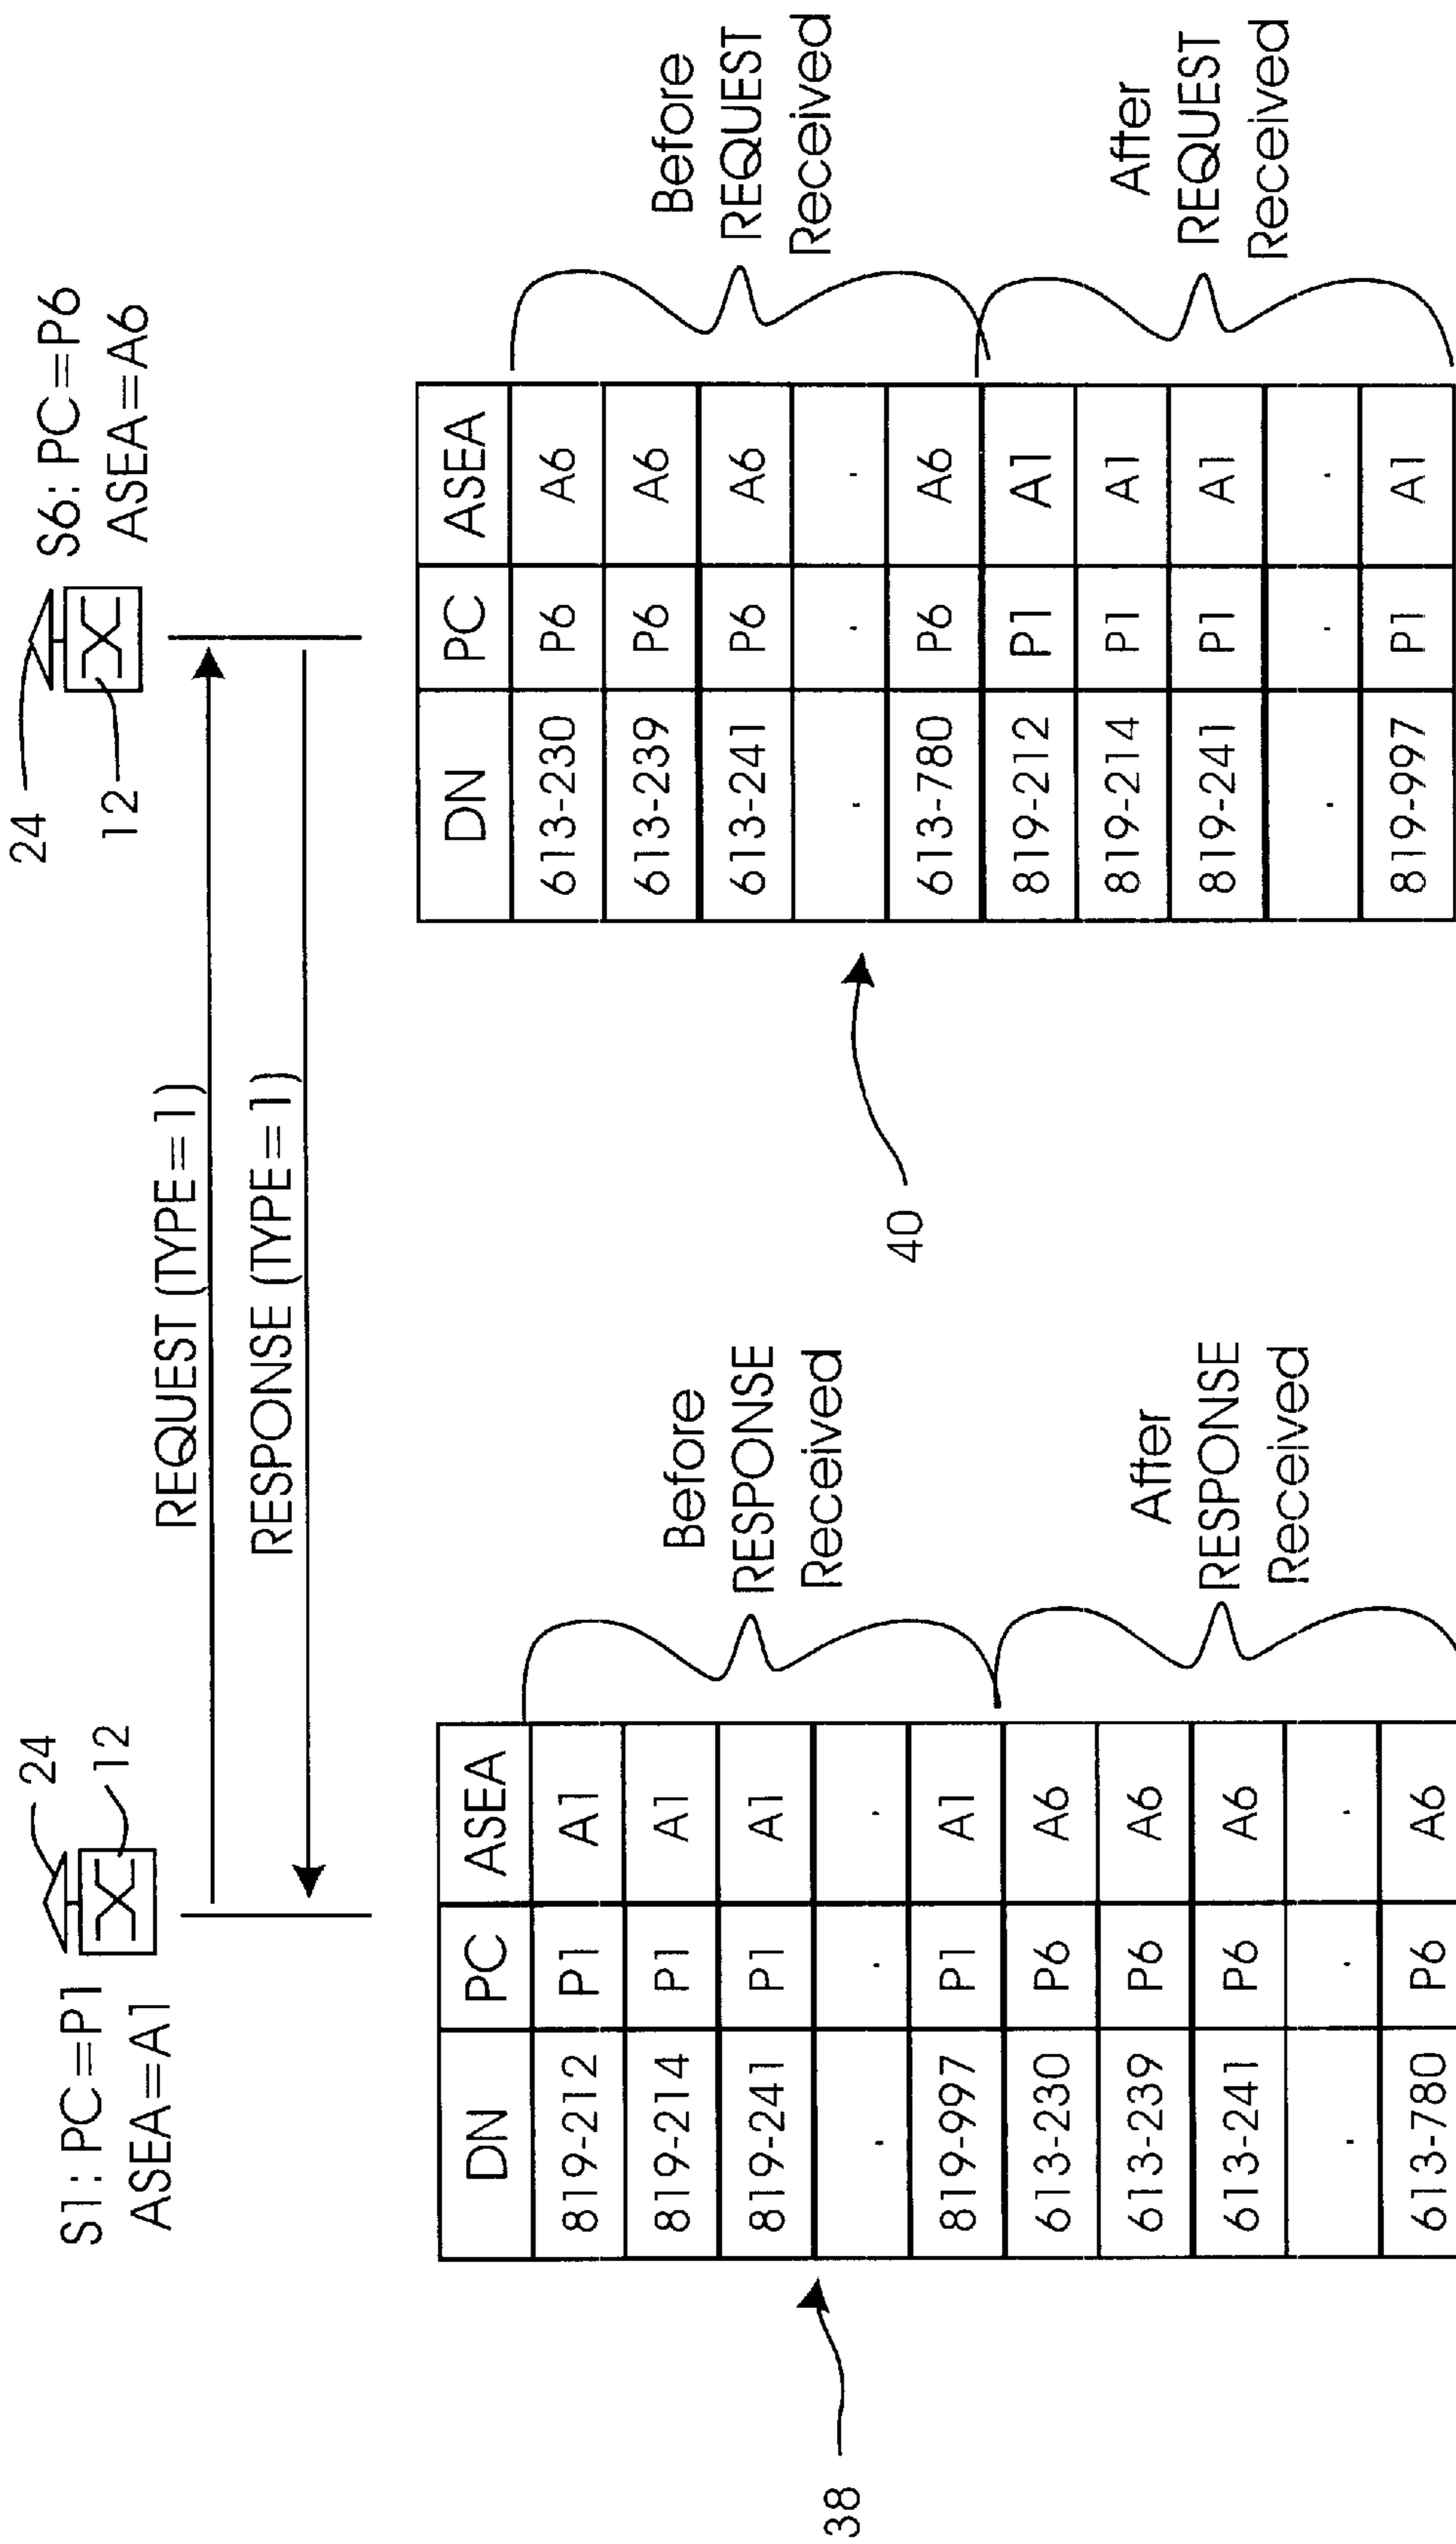 S1: PC=P1
ASEA=A1
24
12
24
12
S6: PC=P6
ASEA=A6
REQUEST (TYPE=1)
RESPONSE (TYPE=1)
38
DN PC ASEA
819-212 P1 A1
819-214 P1 A1
819-241 P1 A1
. . .
819-997 P1 A1
613-230 P6 A6
613-239 P6 A6
613-241 P6 A6
. . .
613-780 P6 A6
Before
RESPONSE
Received
After
RESPONSE
Received
40
DN PC ASEA
613-230 P6 A6
613-239 P6 A6
613-241 P6 A6
. . .
613-780 P6 A6
819-212 P1 A1
819-214 P1 A1
819-241 P1 A1
. . .
819-997 P1 A1
Before
REQUEST
Received
After
REQUEST
Received